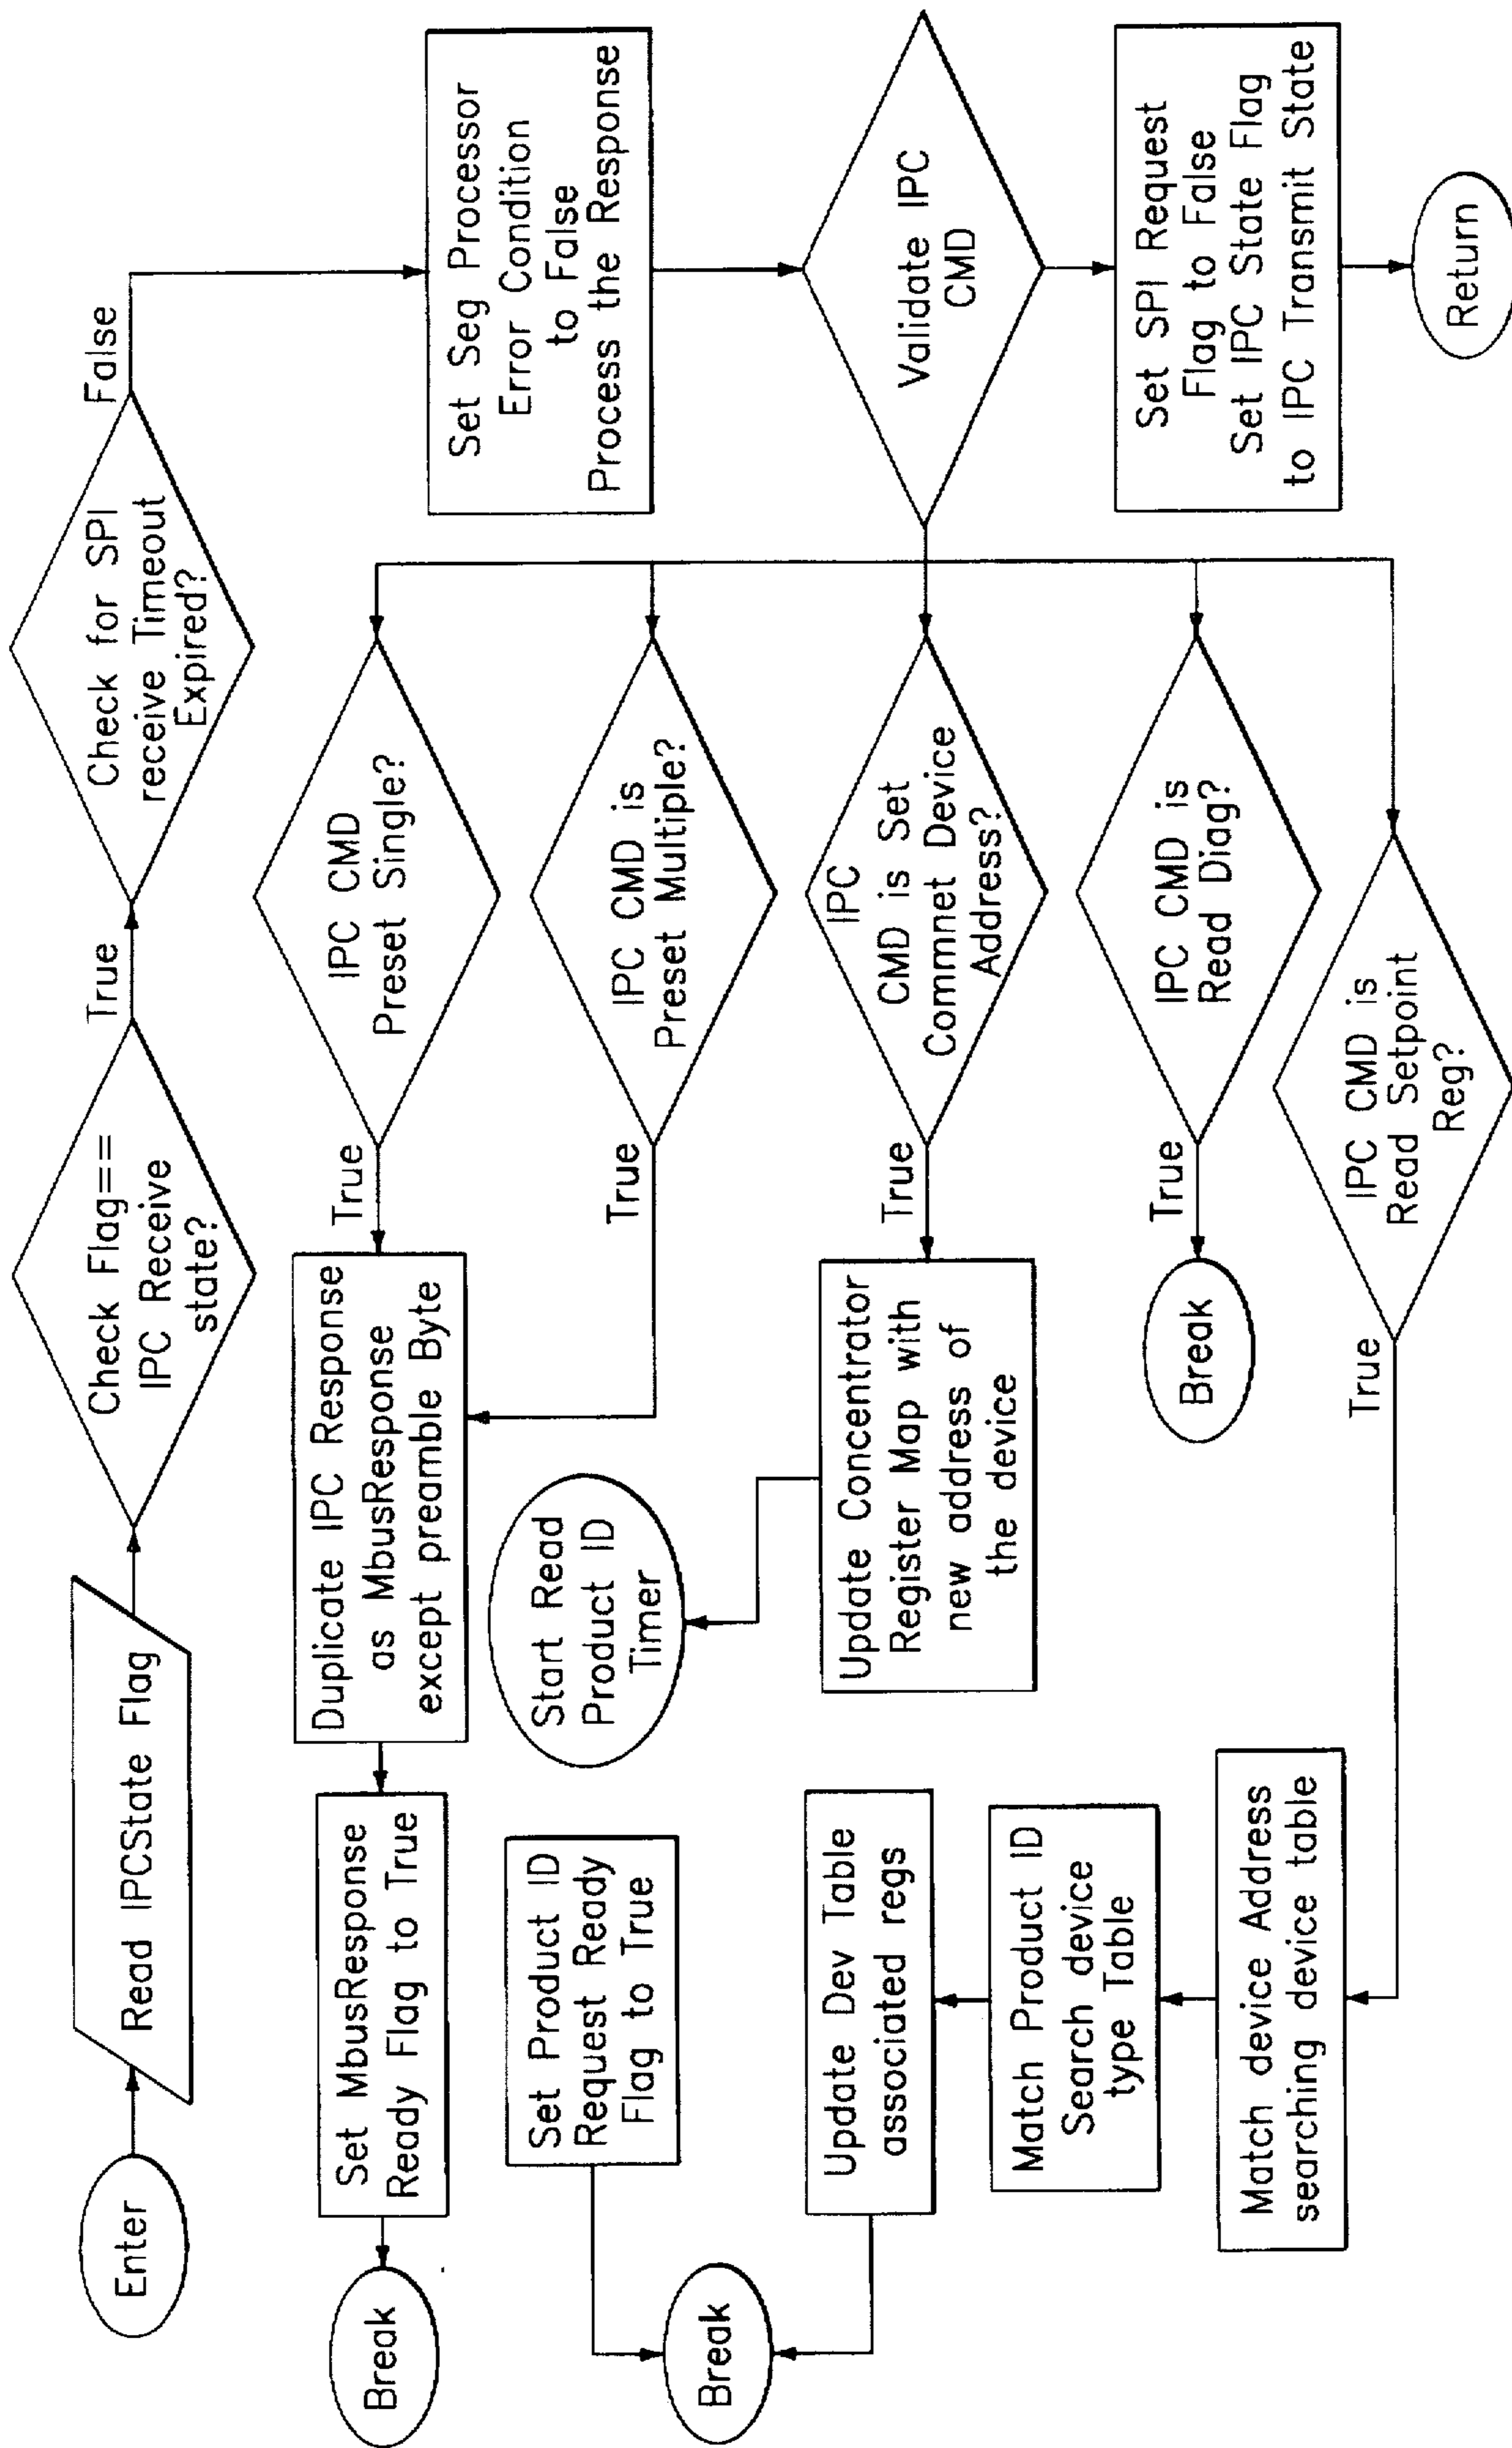 Enter
Read IPCState Flag
Check Flag==
IPC Receive
state?
True
Check for SPI
receive Timeout
Expired?
False
Set Seg Processor
Error Condition
to False
Process the Response
Validate IPC
CMD
Set SPI Request
Flag to False
Set IPC State Flag
to IPC Transmit State
Return
IPC CMD
Preset Single?
True
Duplicate IPC Response
as MbusResponse
except preamble Byte
Set MbusResponse
Ready Flag to True
Break
IPC CMD is
Preset Multiple?
True
IPC
CMD is Set
Commnet Device
Address?
True
Update Concentrator
Register Map with
new address of
the device
Start Read
Product ID
Timer
Set Product ID
Request Ready
Flag to True
Break
IPC CMD is
Read Diag?
True
Break
IPC CMD is
Read Setpoint
Reg?
True
Match device Address
searching device table
Match Product ID
Search device
type Table
Update Dev Table
associated regs